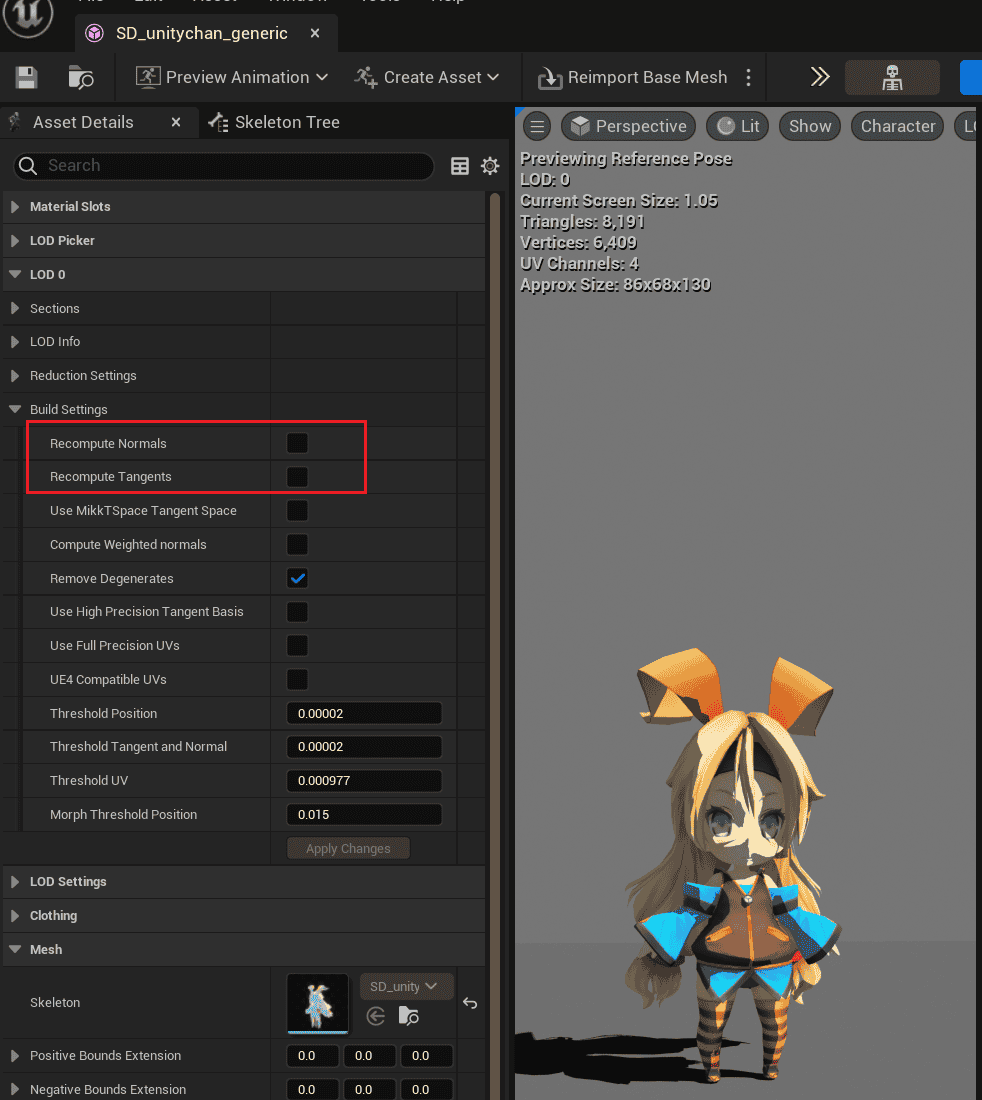 SD_unitychan_generic
Preview Animation
Create Asset
Reimport Base Mesh
Asset Details
Skeleton Tree
Search
Perspective
Lit
Show
Character
Previewing Reference Pose
LOD: 0
Current Screen Size: 1.05
Triangles: 8,191
Vertices: 6,409
UV Channels: 4
Approx Size: 86x68x130
Material Slots
LOD Picker
LOD 0
Sections
LOD Info
Reduction Settings
Build Settings
Recompute Normals
Recompute Tangents
Use MikkTSpace Tangent Space
Compute Weighted normals
Remove Degenerates
Use High Precision Tangent Basis
Use Full Precision UVs
UE4 Compatible UVs
Threshold Position 0.00002
Threshold Tangent and Normal 0.00002
Threshold UV 0.000977
Morph Threshold Position 0.015
Apply Changes
LOD Settings
Clothing
Mesh
Skeleton SD_unity
Positive Bounds Extension 0.0 0.0 0.0
Negative Bounds Extension 0.0 0.0 0.0